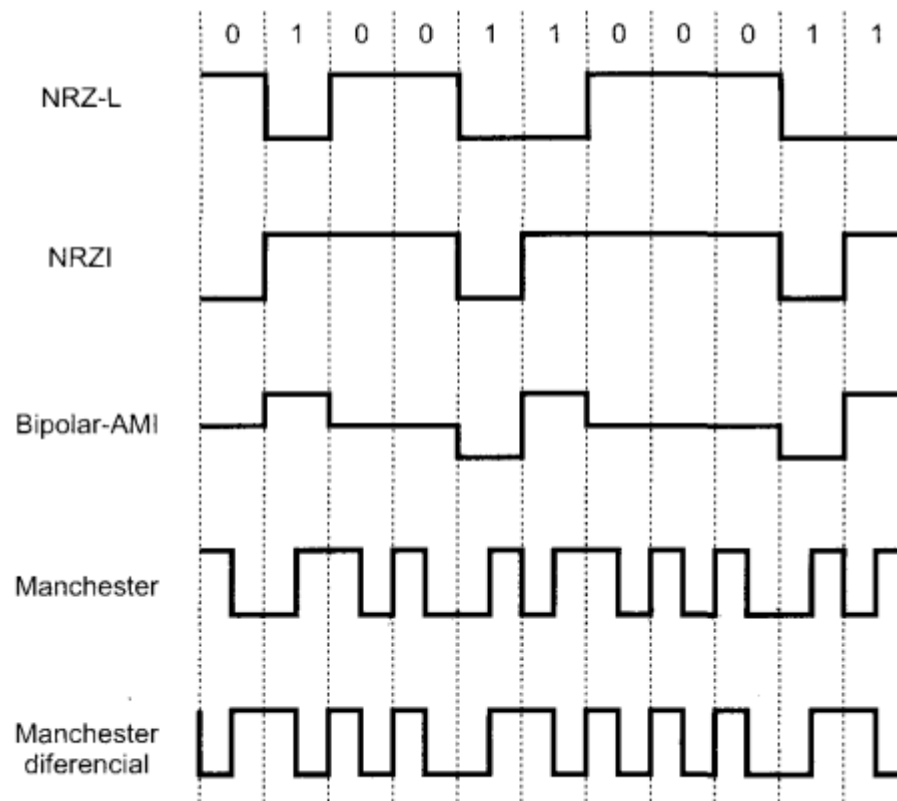 0 1 0 0 1 1 0 0 0 1 1
NRZ-L
NRZI
Bipolar-AMI
Manchester
Manchester
diferencial